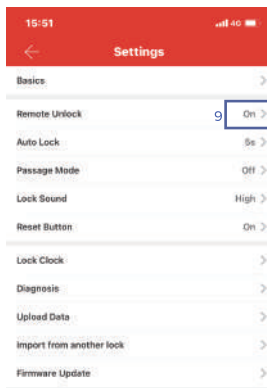 15:51
4G
Settings
Basics
Remote Unlock 9 On
Auto Lock 5s
Passage Mode Off
Lock Sound High
Reset Button On
Lock Clock
Diagnosis
Upload Data
Import from another lock
Firmware Update